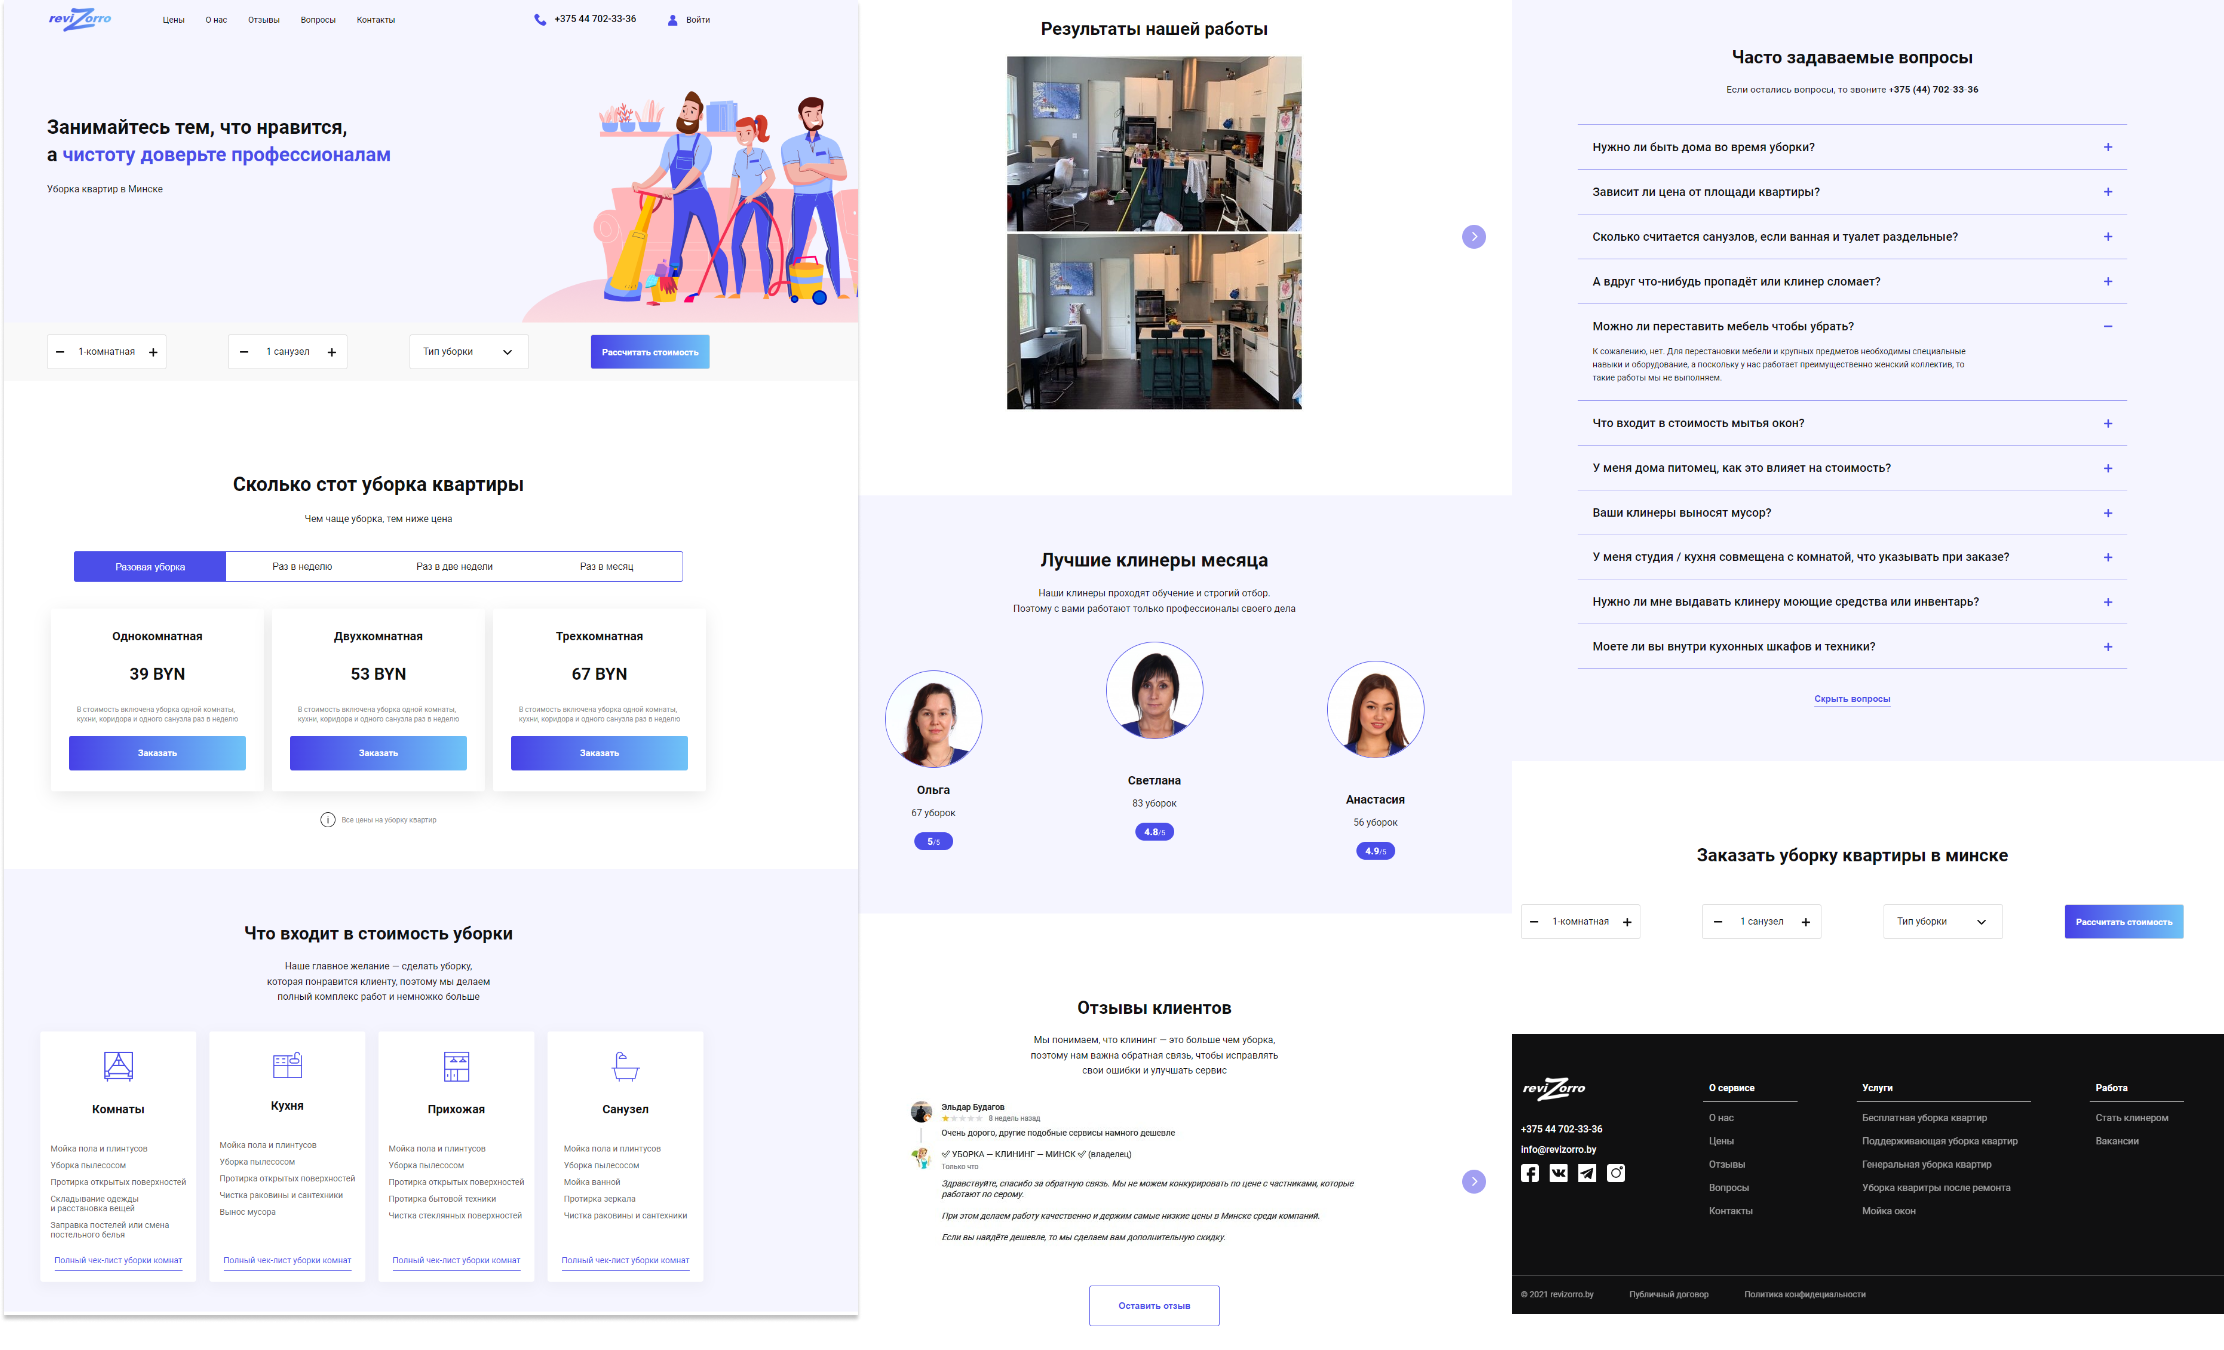 reviZorro
Цены
О нас
Отзывы
Вопросы
Контакты
+375 44 702-33-36
Войти
Занимайтесь тем, что нравится,
а чистоту доверьте профессионалам
Уборка квартир в Минске
1-комнатная
1 санузел
Тип уборки
Рассчитать стоимость
Сколько стот уборка квартиры
Чем чаще уборка, тем ниже цена
Разовая уборка
Раз в неделю
Раз в две недели
Раз в месяц
Однокомнатная
39 BYN
В стоимость включена уборка одной комнаты,
кухни, коридора и одного санузла раз в неделю
Заказать
Двухкомнатная
53 BYN
В стоимость включена уборка одной комнаты,
кухни, коридора и одного санузла раз в неделю
Заказать
Трехкомнатная
67 BYN
В стоимость включена уборка одной комнаты,
кухни, коридора и одного санузла раз в неделю
Заказать
Все цены на уборку квартир
Что входит в стоимость уборки
Наше главное желание — сделать уборку,
которая понравится клиенту, поэтому мы делаем
полный комплекс работ и немножко больше
Комнаты
Мойка пола и плинтусов
Уборка пылесосом
Протирка открытых поверхностей
Складывание одежды
и расстановка вещей
Заправка постелей или смена
постельного белья
Полный чек-лист уборки комнат
Кухня
Мойка пола и плинтусов
Уборка пылесосом
Протирка открытых поверхностей
Чистка раковины и сантехники
Вынос мусора
Полный чек-лист уборки комнат
Прихожая
Мойка пола и плинтусов
Уборка пылесосом
Протирка открытых поверхностей
Протирка бытовой техники
Чистка стеклянных поверхностей
Полный чек-лист уборки комнат
Санузел
Мойка пола и плинтусов
Уборка пылесосом
Мойка ванной
Протирка зеркала
Чистка раковины и сантехники
Полный чек-лист уборки комнат
Результаты нашей работы
Лучшие клинеры месяца
Наши клинеры проходят обучение и строгий отбор.
Поэтому с вами работают только профессионалы своего дела
Ольга
67 уборок
5/5
Светлана
83 уборок
4.8/5
Анастасия
56 уборок
4.9/5
Отзывы клиентов
Мы понимаем, что клининг — это больше чем уборка,
поэтому нам важна обратная связь, чтобы исправлять
свои ошибки и улучшать сервис
Эльдар Будагов
8 недель назад
Очень дорого, другие подобные сервисы намного дешевле
✅ УБОРКА — КЛИНИНГ — МИНСК ✅ (владелец)
Только что
Здравствуйте, спасибо за обратную связь. Мы не можем конкурировать по цене с частниками, которые
работают по серому.
При этом делаем работу качественно и держим самые низкие цены в Минске среди компаний.
Если вы найдёте дешевле, то мы сделаем вам дополнительную скидку.
Оставить отзыв
Часто задаваемые вопросы
Если остались вопросы, то звоните +375 (44) 702-33-36
Нужно ли быть дома во время уборки?
Зависит ли цена от площади квартиры?
Сколько считается санузлов, если ванная и туалет раздельные?
А вдруг что-нибудь пропадёт или клинер сломает?
Можно ли переставить мебель чтобы убрать?
К сожалению, нет. Для перестановки мебели и крупных предметов необходимы специальные
навыки и оборудование, а поскольку у нас работает преимущественно женский коллектив, то
такие работы мы не выполняем.
Что входит в стоимость мытья окон?
У меня дома питомец, как это влияет на стоимость?
Ваши клинеры выносят мусор?
У меня студия / кухня совмещена с комнатой, что указывать при заказе?
Нужно ли мне выдавать клинеру моющие средства или инвентарь?
Моете ли вы внутри кухонных шкафов и техники?
Скрыть вопросы
Заказать уборку квартиры в минске
1-комнатная
1 санузел
Тип уборки
Рассчитать стоимость
reviZorro
+375 44 702-33-36
info@revizorro.by
О сервисе
О нас
Цены
Отзывы
Вопросы
Контакты
Услуги
Бесплатная уборка квартир
Поддерживающая уборка квартир
Генеральная уборка квартир
Уборка кваритры после ремонта
Мойка окон
Работа
Стать клинером
Вакансии
© 2021 revizorro.by
Публичный договор
Политика конфидециальности